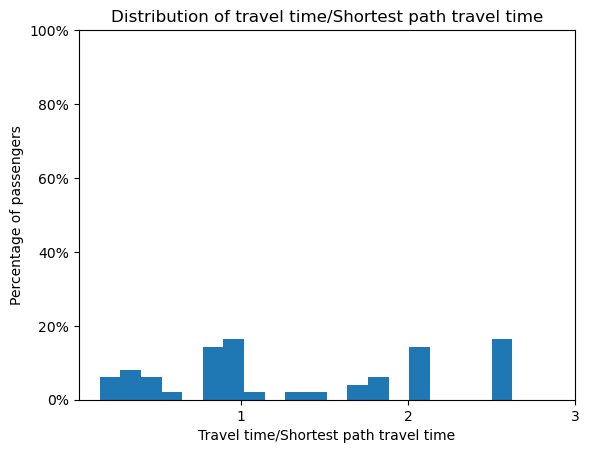 Distribution of travel time/Shortest path travel time
100%
80%
60%
40%
20%
0%
Percentage of passengers
1 2 3
Travel time/Shortest path travel time